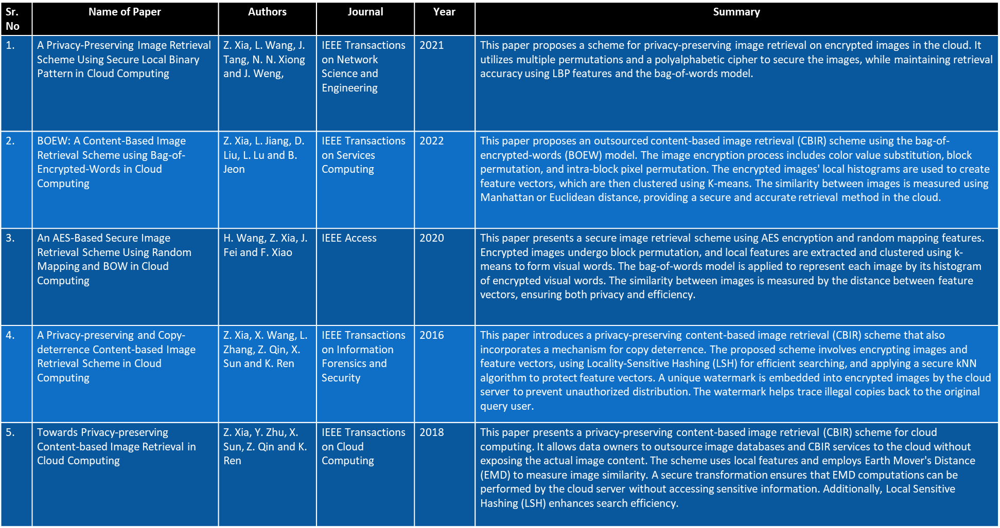 Sr. No
Name of Paper
Authors
Journal
Year
Summary
1.
A Privacy-Preserving Image Retrieval
Scheme Using Secure Local Binary
Pattern in Cloud Computing
Z. Xia, L. Wang, J.
Tang, N. N. Xiong
and J. Weng,
IEEE Transactions
on Network
Science and
Engineering
2021
This paper proposes a scheme for privacy-preserving image retrieval on encrypted images in the cloud. It
utilizes multiple permutations and a polyalphabetic cipher to secure the images, while maintaining retrieval
accuracy using LBP features and the bag-of-words model.
2.
BOEW: A Content-Based Image
Retrieval Scheme using Bag-of-
Encrypted-Words in Cloud
Computing
Z. Xia, L. Jiang, D.
Liu, L. Lu and B.
Jeon
IEEE Transactions
on Services
Computing
2022
This paper proposes an outsourced content-based image retrieval (CBIR) scheme using the bag-of-
encrypted-words (BOEW) model. The image encryption process includes color value substitution, block
permutation, and intra-block pixel permutation. The encrypted images' local histograms are used to create
feature vectors, which are then clustered using K-means. The similarity between images is measured using
Manhattan or Euclidean distance, providing a secure and accurate retrieval method in the cloud.
3.
An AES-Based Secure Image
Retrieval Scheme Using Random
Mapping and BOW in Cloud
Computing
H. Wang, Z. Xia, J.
Fei and F. Xiao
IEEE Access
2020
This paper presents a secure image retrieval scheme using AES encryption and random mapping features.
Encrypted images undergo block permutation, and local features are extracted and clustered using k-
means to form visual words. The bag-of-words model is applied to represent each image by its histogram
of encrypted visual words. The similarity between images is measured by the distance between feature
vectors, ensuring both privacy and efficiency.
4.
A Privacy-preserving and Copy-
deterrence Content-based Image
Retrieval Scheme in Cloud
Computing
Z. Xia, X. Wang, L.
Zhang, Z. Qin, X.
Sun and K. Ren
IEEE Transactions
on Information
Forensics and
Security
2016
This paper introduces a privacy-preserving content-based image retrieval (CBIR) scheme that also
incorporates a mechanism for copy deterrence. The proposed scheme involves encrypting images and
feature vectors, using Locality-Sensitive Hashing (LSH) for efficient searching, and applying a secure kNN
algorithm to protect feature vectors. A unique watermark is embedded into encrypted images by the cloud
server to prevent unauthorized distribution. The watermark helps trace illegal copies back to the original
query user.
5.
Towards Privacy-preserving
Content-based Image Retrieval in
Cloud Computing
Z. Xia, Y. Zhu, X.
Sun, Z. Qin and K.
Ren
IEEE Transactions
on Cloud
Computing
2018
This paper presents a privacy-preserving content-based image retrieval (CBIR) scheme for cloud
computing. It allows data owners to outsource image databases and CBIR services to the cloud without
exposing the actual image content. The scheme uses local features and employs Earth Mover's Distance
(EMD) to measure image similarity. A secure transformation ensures that EMD computations can be
performed by the cloud server without accessing sensitive information. Additionally, Local Sensitive
Hashing (LSH) enhances search efficiency.